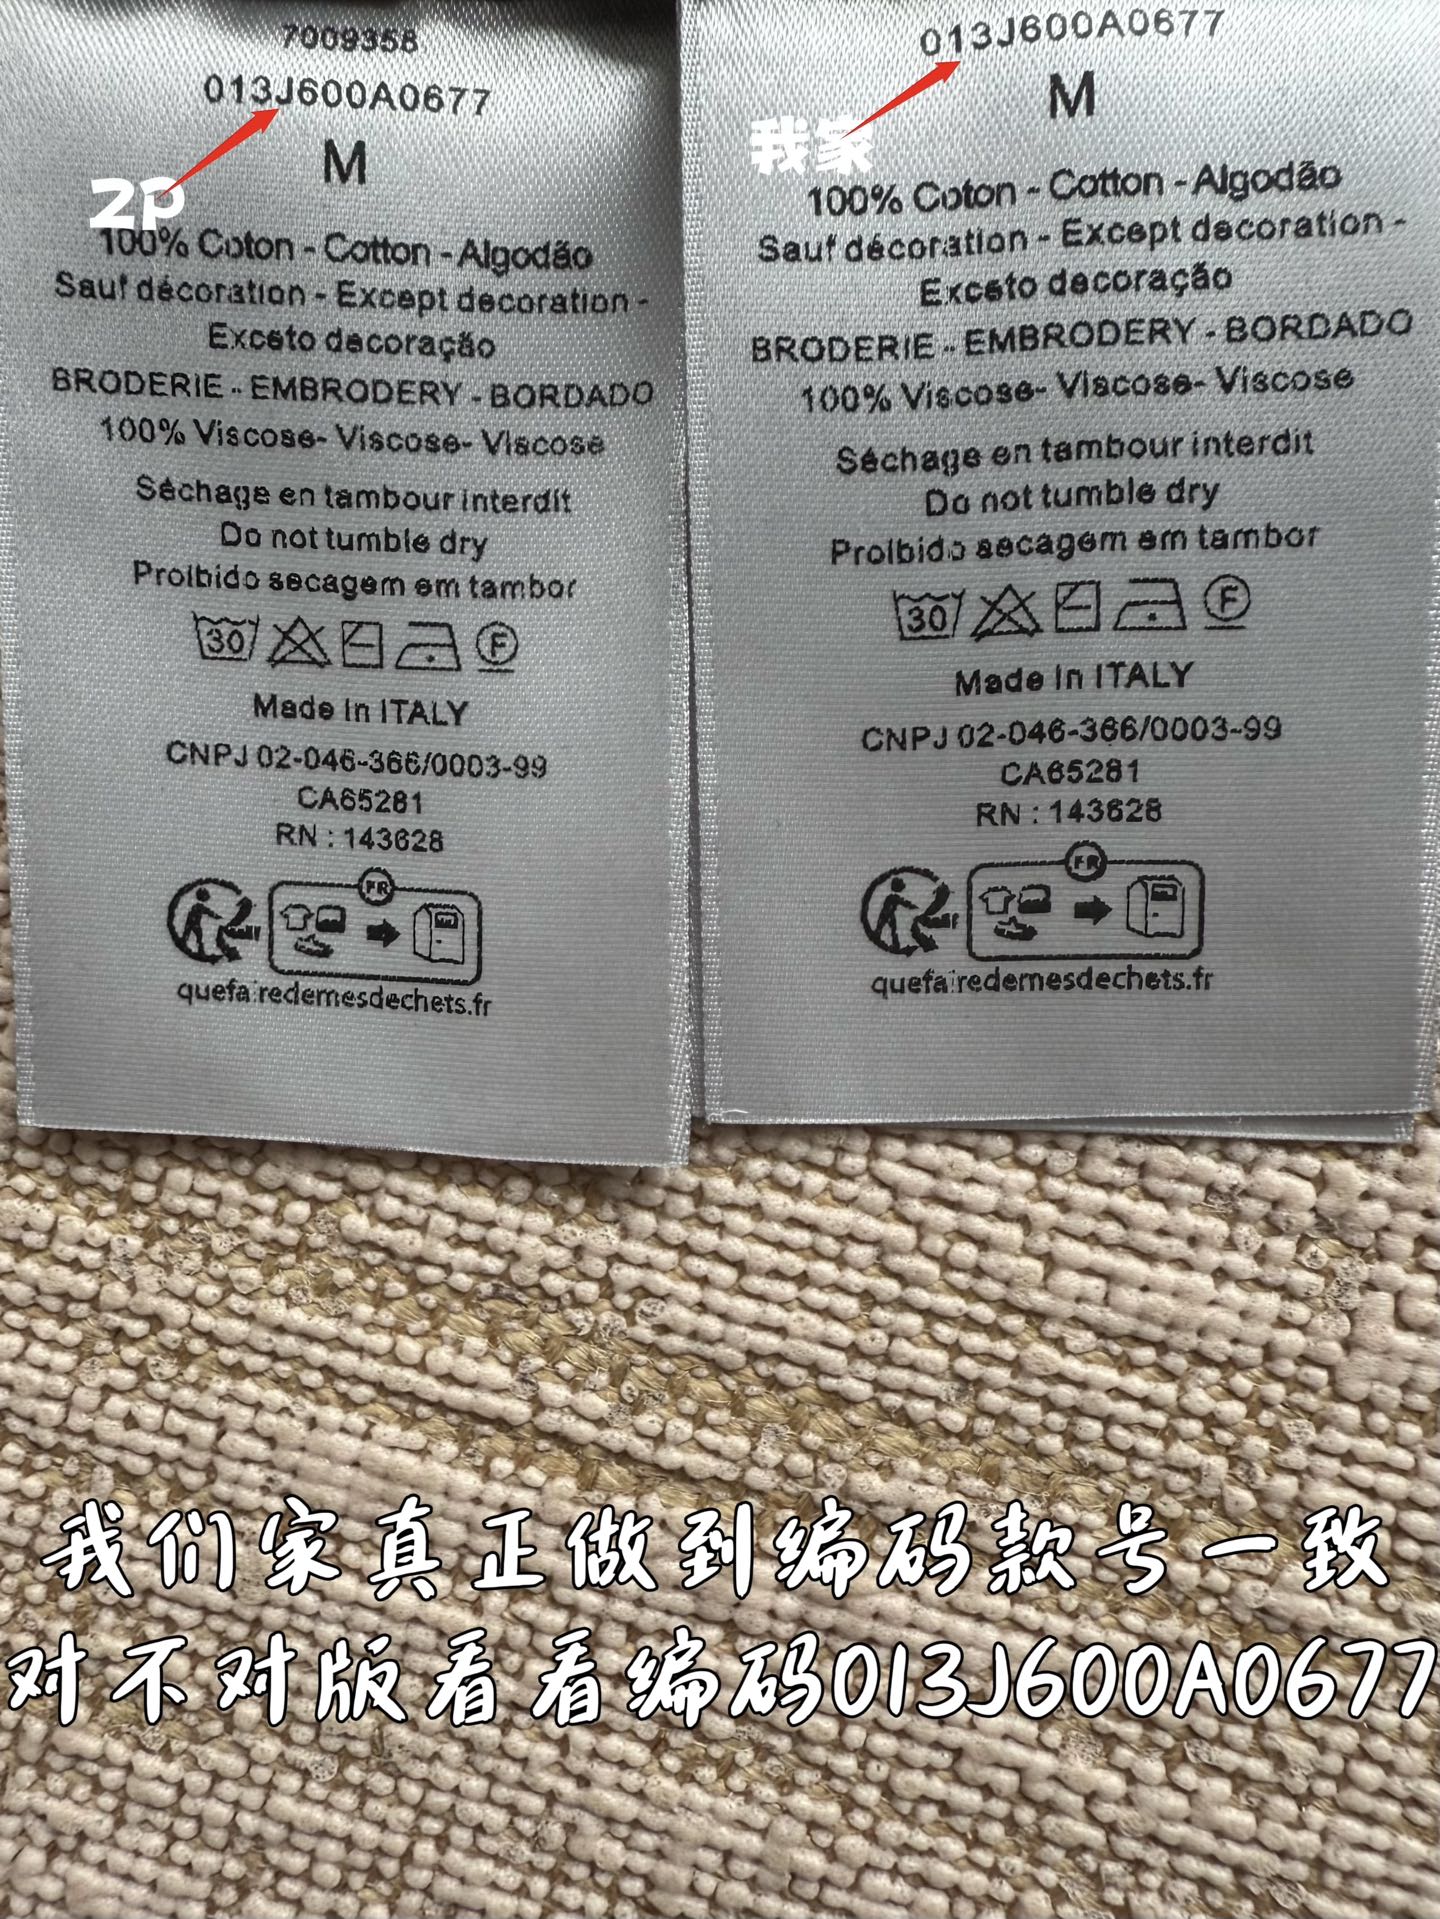 7009358
013J600A0677
M
2P
100% Coton - Cotton - Algodão
Sauf décoration - Except decoration -
Exceto decoração
BRODERIE - EMBRODERY - BORDADO
100% Viscose- Viscose- Viscose
Séchage en tambour interdit
Do not tumble dry
Proibido secagem em tambor
30
F
Made In ITALY
CNPJ 02-046-366/0003-99
CA65281
RN : 143628
FR
quefairedemesdechets.fr
013J600A0677
M
我家
100% Coton - Cotton - Algodão
Sauf décoration - Except decoration -
Exceto decoração
BRODERIE - EMBRODERY - BORDADO
100% Viscose- Viscose- Viscose
Séchage en tambour interdit
Do not tumble dry
Proibido secagem em tambor
30
F
Made In ITALY
CNPJ 02-046-366/0003-99
CA65281
RN : 143628
FR
quefairedemesdechets.fr
我们家真正做到编码款号一致
对不对版看看编码013J600A0677